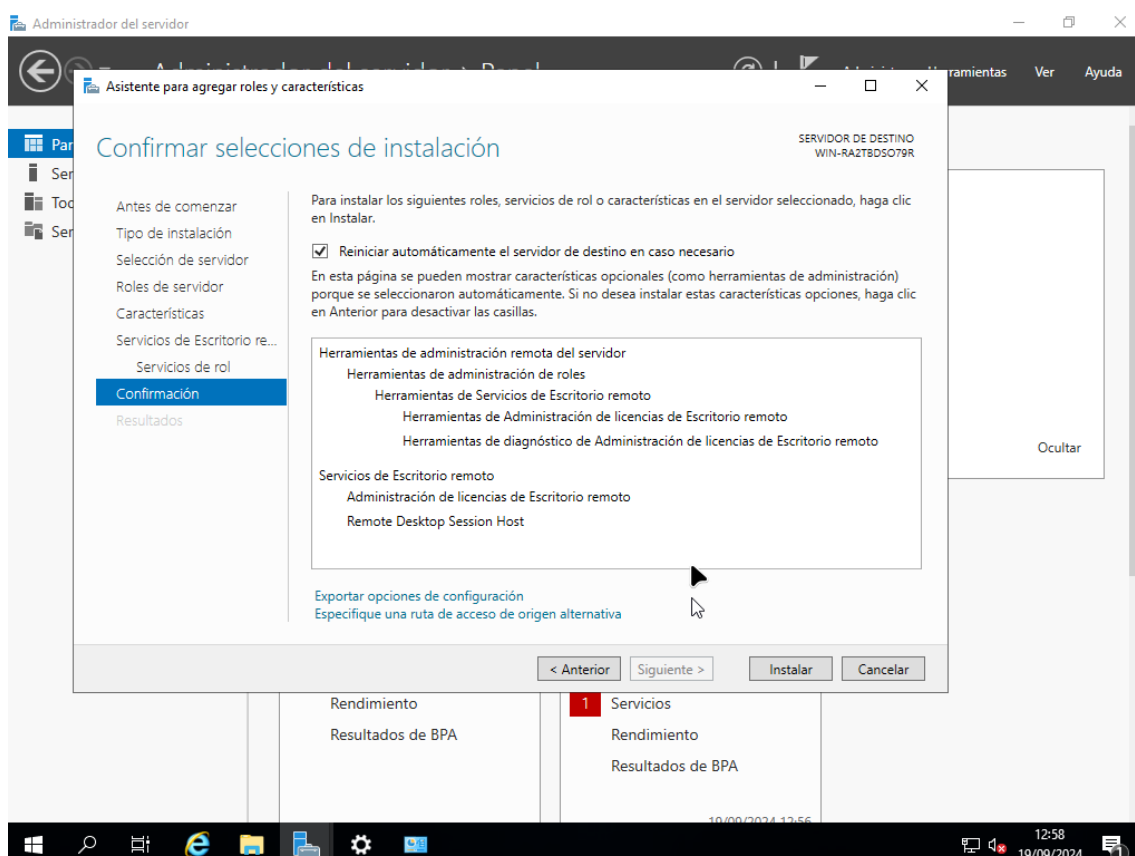 Administrador del servidor
Ver
Ayuda
Asistente para agregar roles y características
Confirmar selecciones de instalación
SERVIDOR DE DESTINO
WIN-RA2TBDSO79R
Antes de comenzar
Tipo de instalación
Selección de servidor
Roles de servidor
Características
Servicios de Escritorio re...
Servicios de rol
Confirmación
Resultados
Para instalar los siguientes roles, servicios de rol o características en el servidor seleccionado, haga clic
en Instalar.
Reiniciar automáticamente el servidor de destino en caso necesario
En esta página se pueden mostrar características opcionales (como herramientas de administración)
porque se seleccionaron automáticamente. Si no desea instalar estas características opciones, haga clic
en Anterior para desactivar las casillas.
Herramientas de administración remota del servidor
Herramientas de administración de roles
Herramientas de Servicios de Escritorio remoto
Herramientas de Administración de licencias de Escritorio remoto
Herramientas de diagnóstico de Administración de licencias de Escritorio remoto
Servicios de Escritorio remoto
Administración de licencias de Escritorio remoto
Remote Desktop Session Host
Exportar opciones de configuración
Especifique una ruta de acceso de origen alternativa
< Anterior
Siguiente >
Instalar
Cancelar
Ocultar
Rendimiento
Resultados de BPA
1 Servicios
Rendimiento
Resultados de BPA
19/09/2024 12:56
12:58
19/09/2024